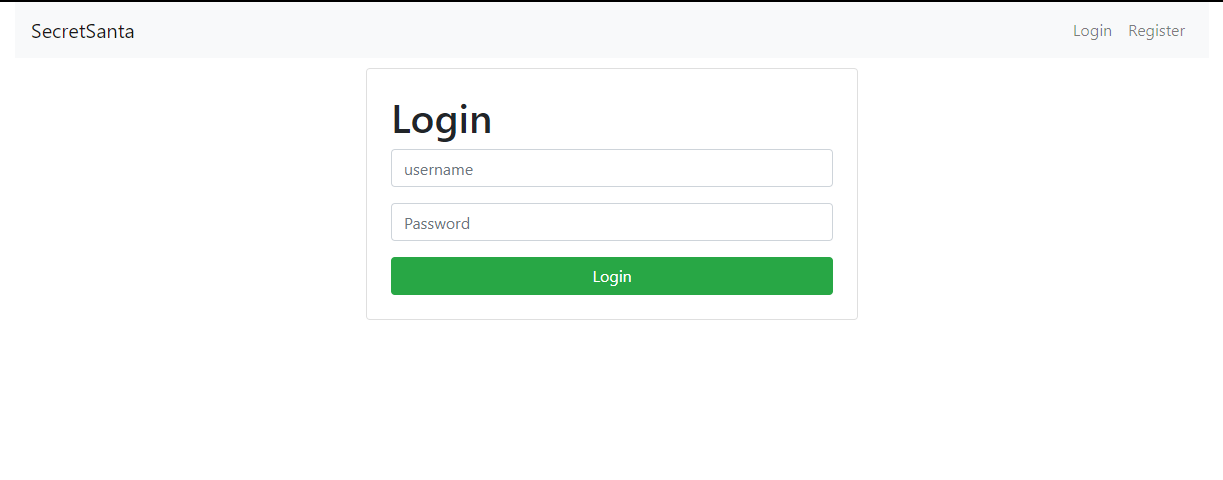 SecretSanta
Login Register
Login
username
Password
Login